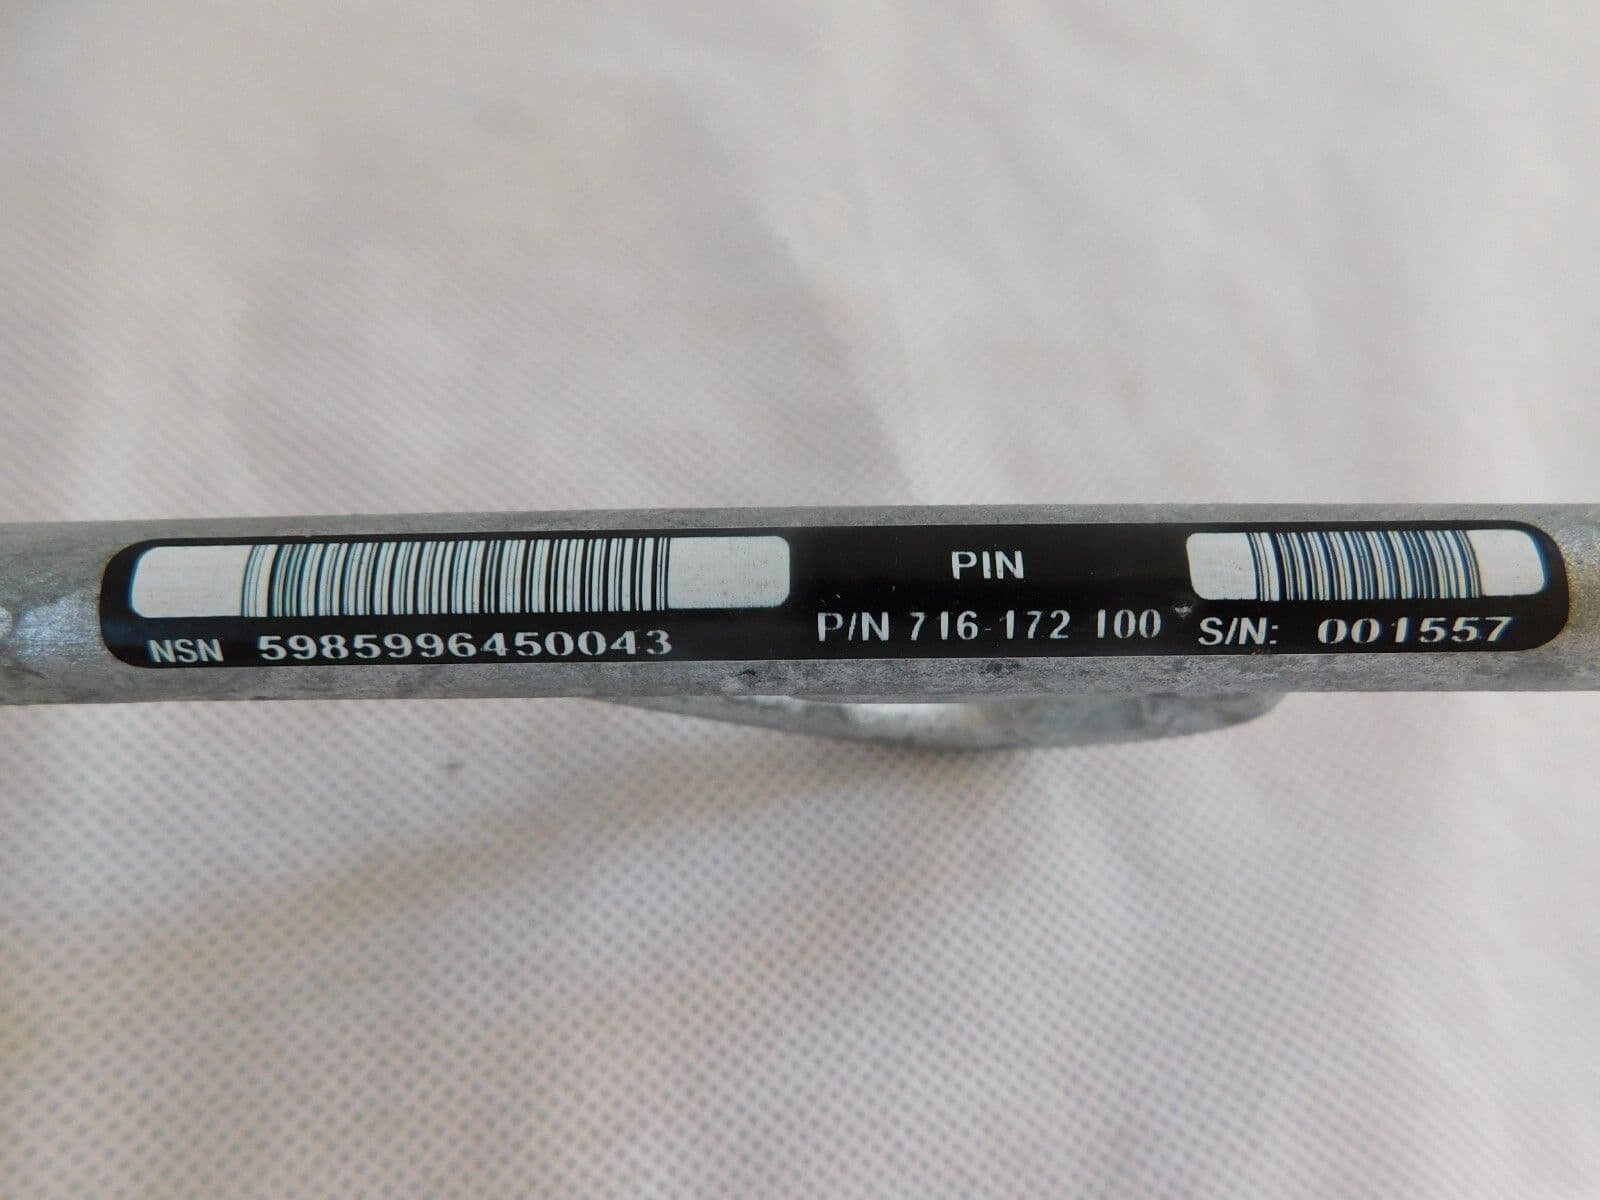 PIN
NSN 5985996450043
P/N 716-172 100
S/N: 001557